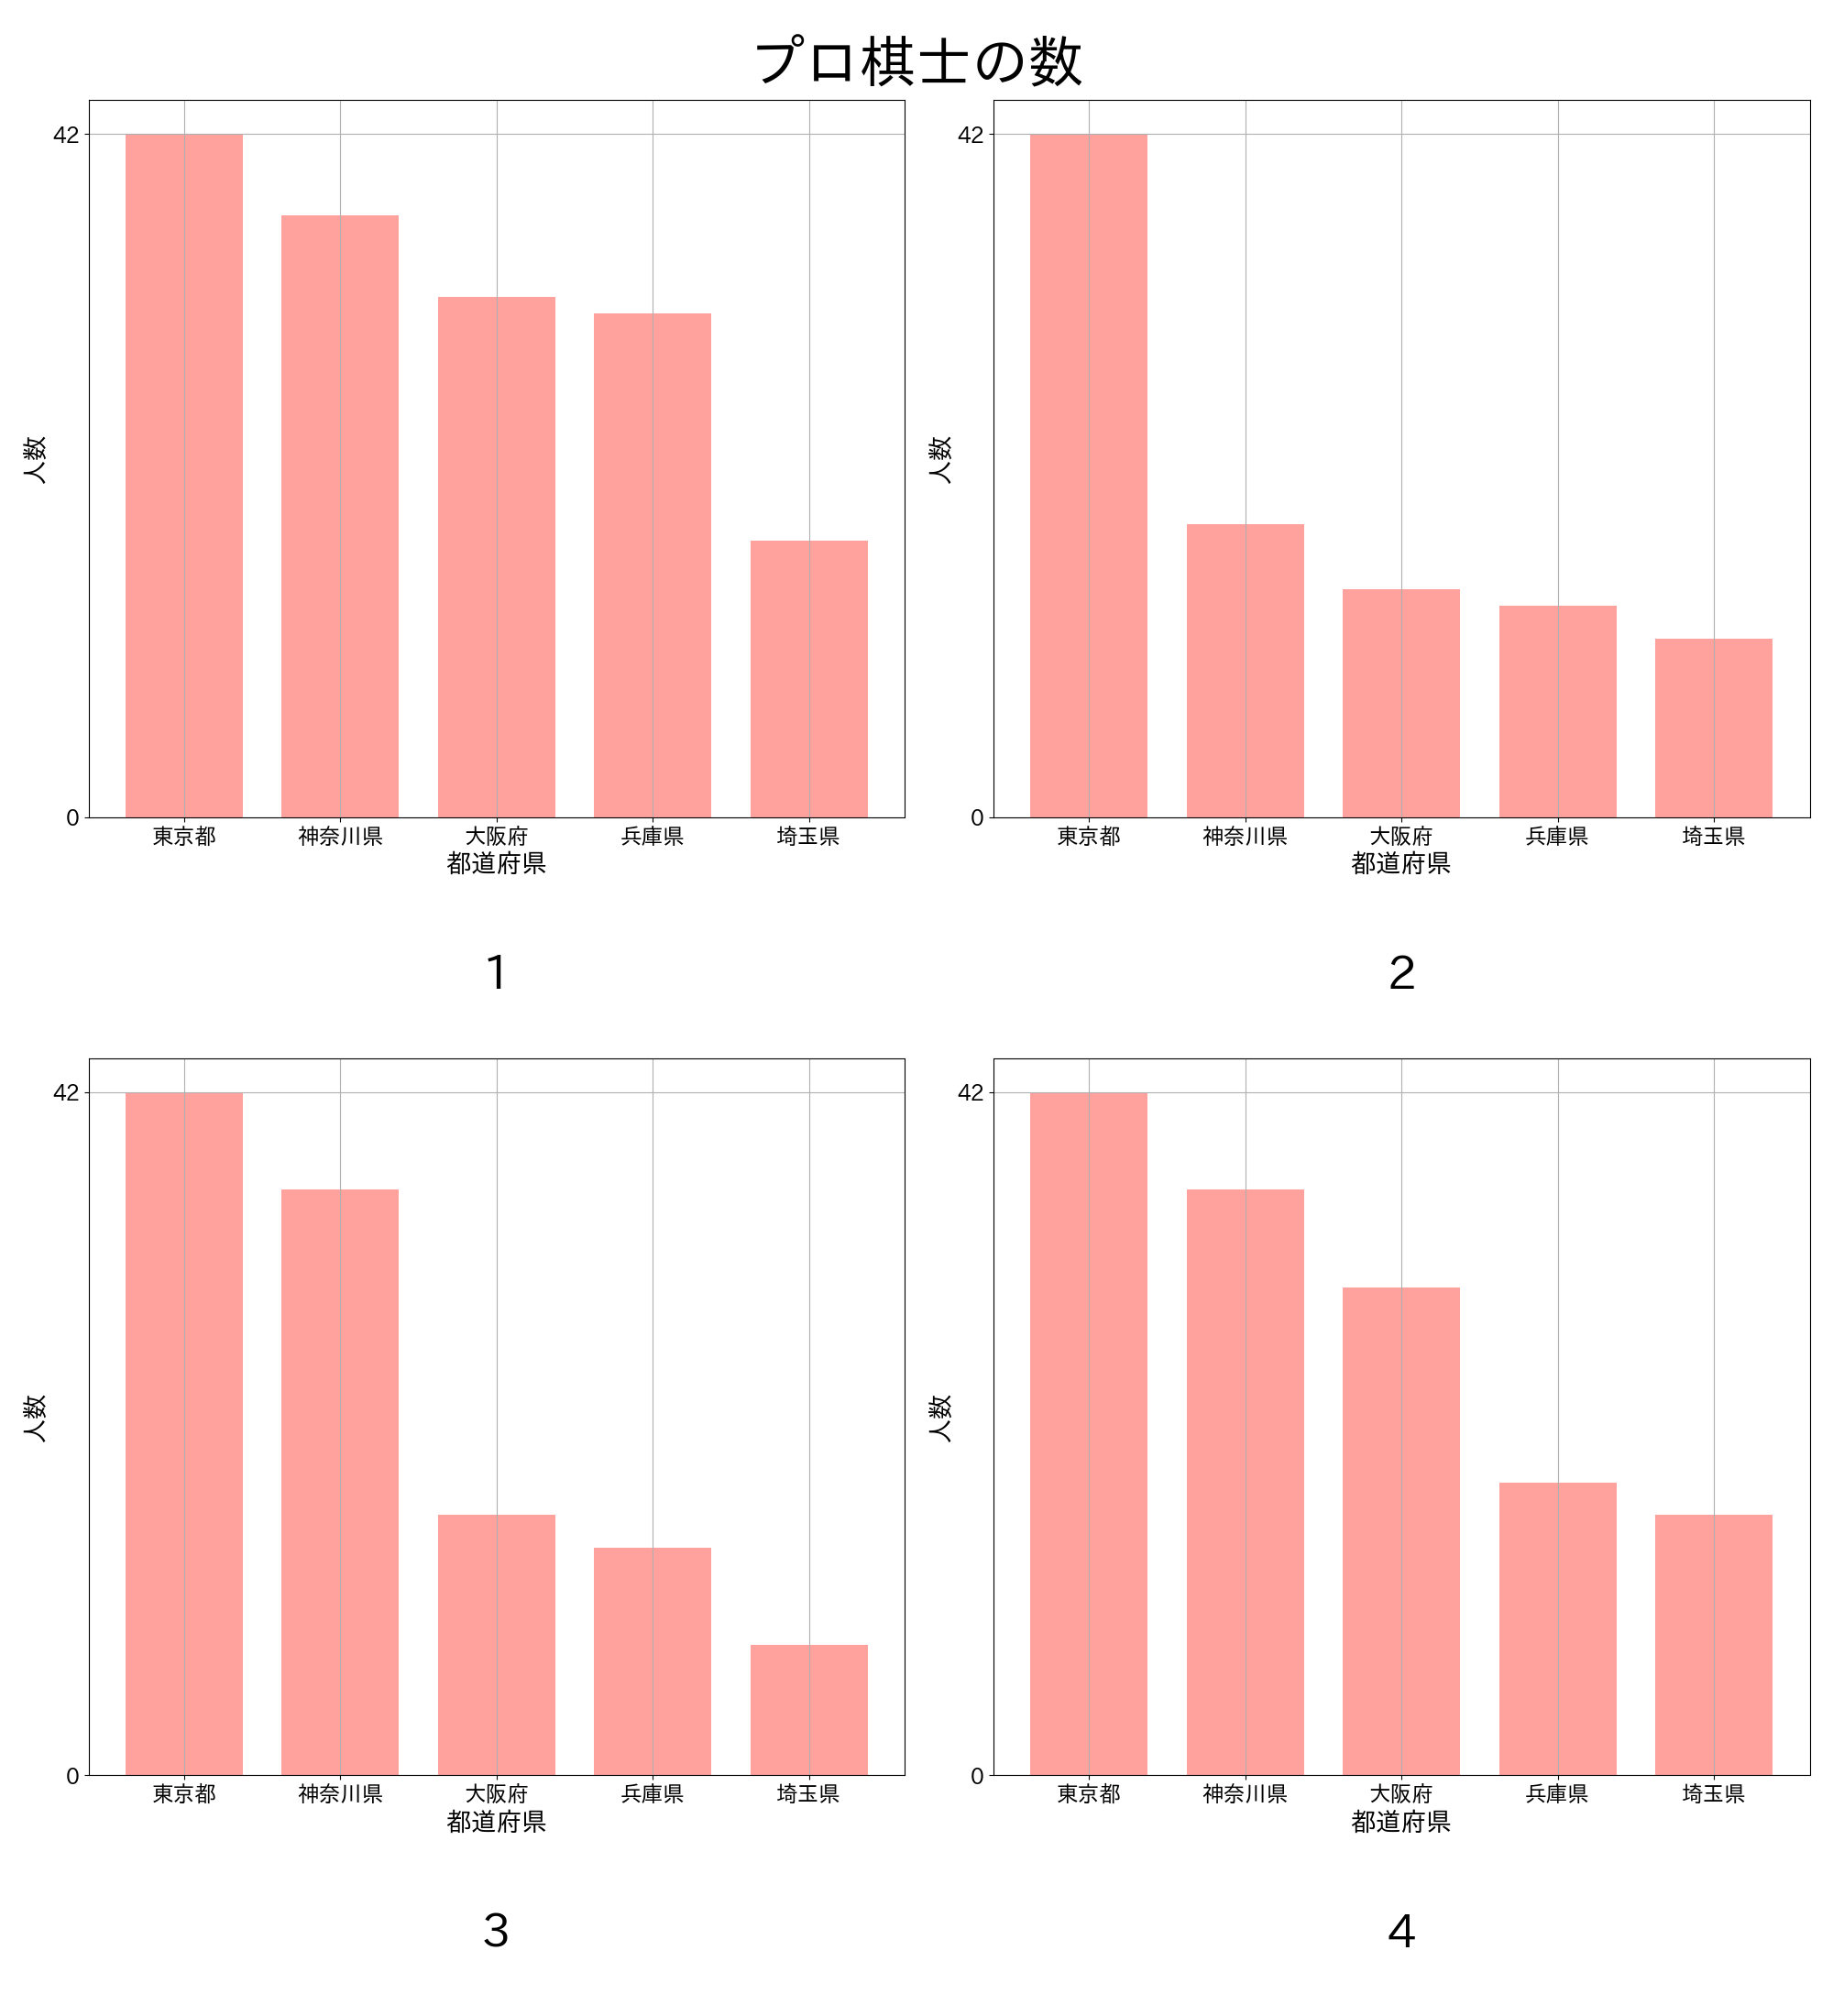 プロ棋士の数
42
人数
0
東京都 神奈川県 大阪府 兵庫県 埼玉県
都道府県
1
42
人数
0
東京都 神奈川県 大阪府 兵庫県 埼玉県
都道府県
2
42
人数
0
東京都 神奈川県 大阪府 兵庫県 埼玉県
都道府県
3
42
人数
0
東京都 神奈川県 大阪府 兵庫県 埼玉県
都道府県
4